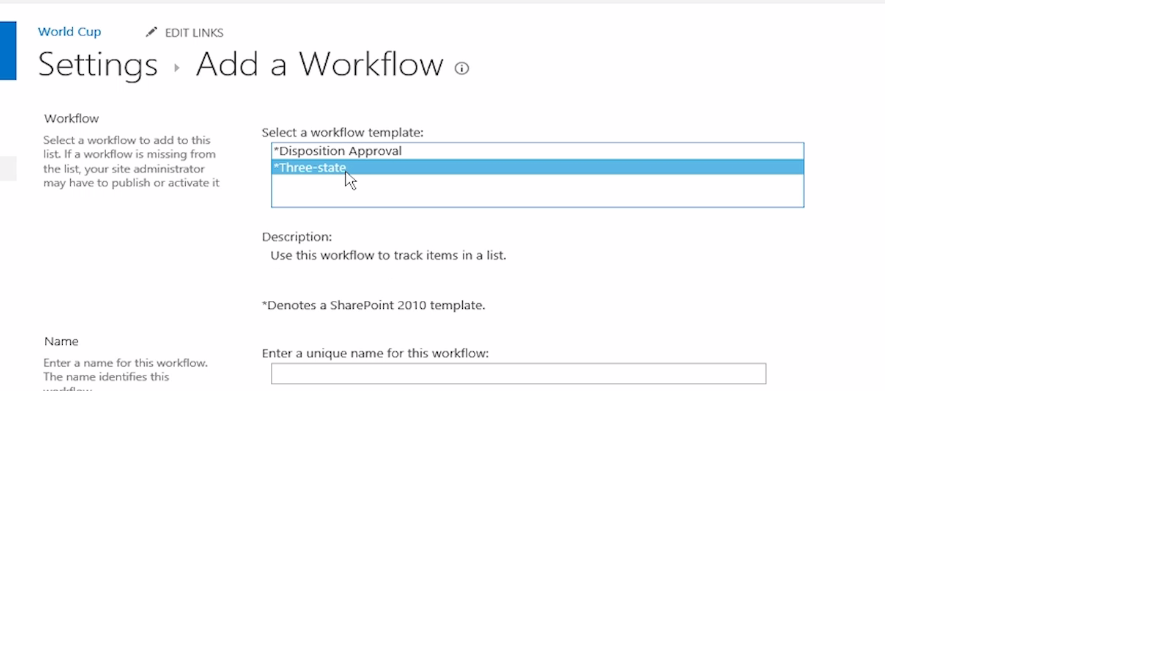 World Cup EDIT LINKS
Settings Add a Workflow
Workflow
Select a workflow to add to this
list. If a workflow is missing from
the list, your site administrator
may have to publish or activate it
Select a workflow template:
*Disposition Approval
*Three-state
Description:
Use this workflow to track items in a list.
*Denotes a SharePoint 2010 template.
Name
Enter a name for this workflow.
The name identifies this
workflow.
Enter a unique name for this workflow: